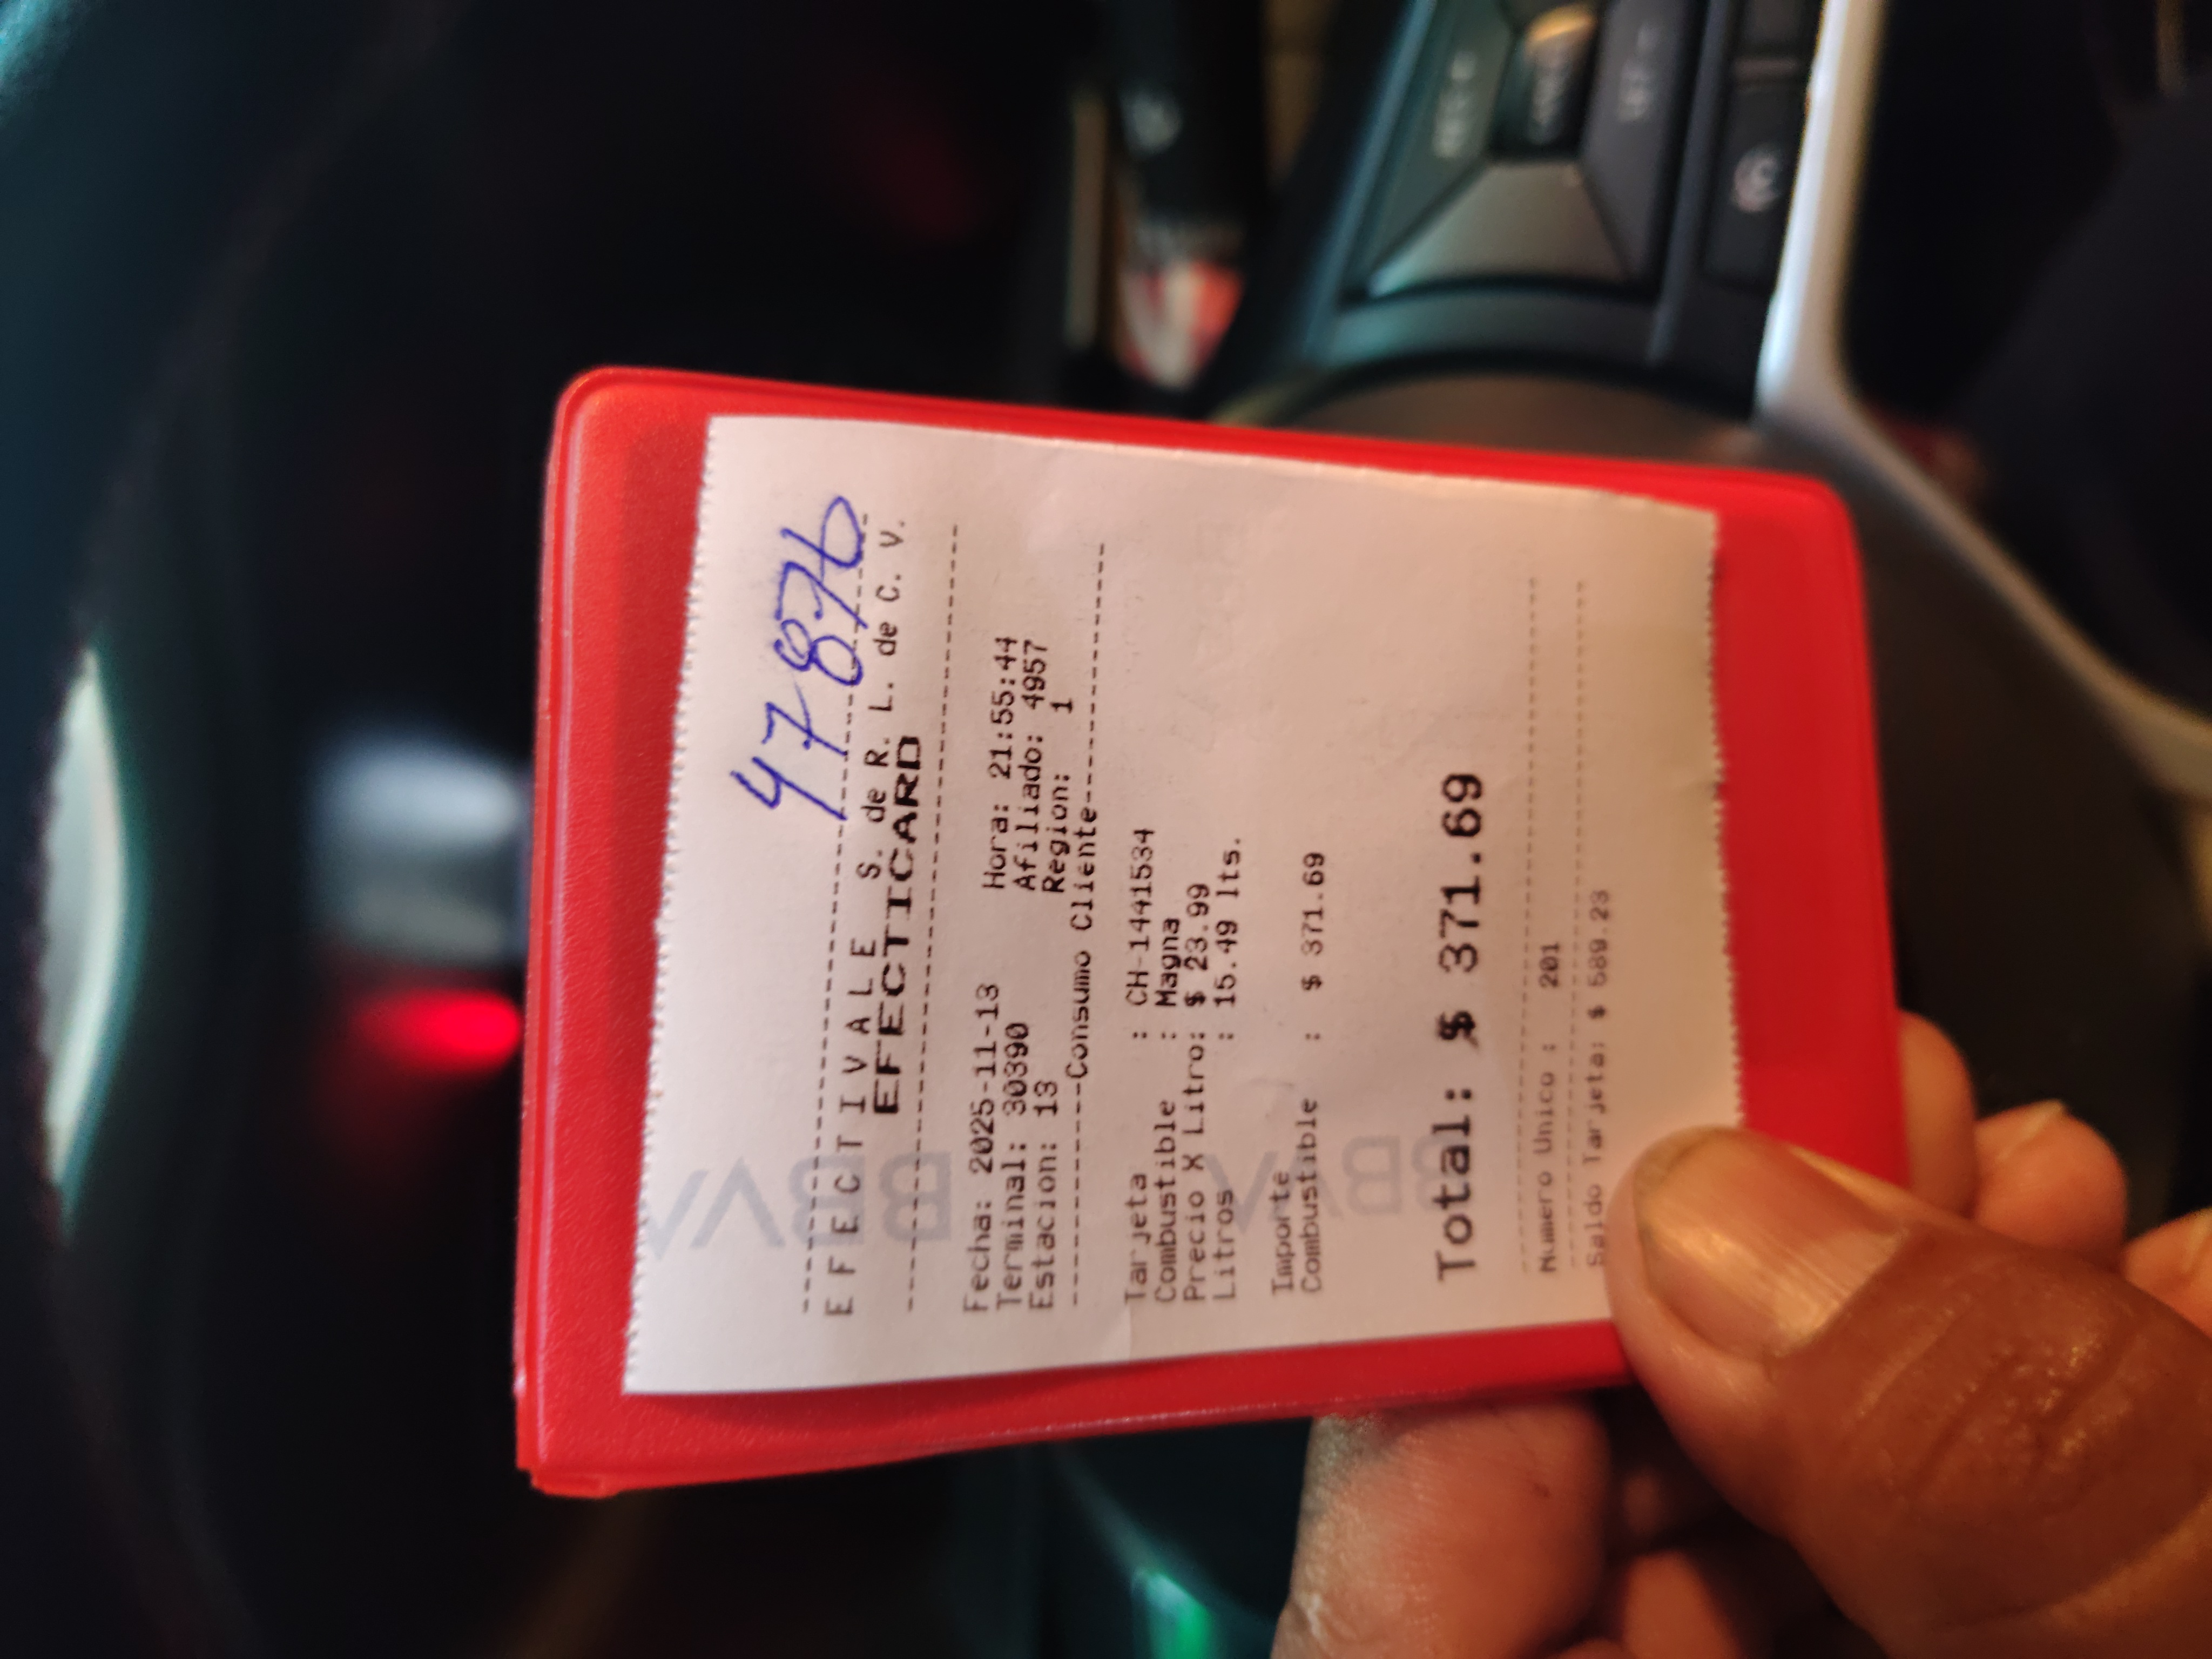 47876
--------------------------------
E F E C T I V A L E   S. de R. L. de C. V.
EFECTICARD
--------------------------------
Fecha: 2025-11-13   Hora: 21:55:44
Terminal: 30390   Afiliado: 4957
Estacion: 13   Region: 1
--------Consumo Cliente---------------
Tarjeta : CH-1441534
Combustible : Magna
Precio X Litro: $ 23.99
Litros : 15.49 lts.
Importe
Combustible : $ 371.69
Total: $ 371.69
--------------------------------
Numero Unico : 201
--------------------------------
Saldo Tarjeta: $ 589.23
BBVA
BBVA